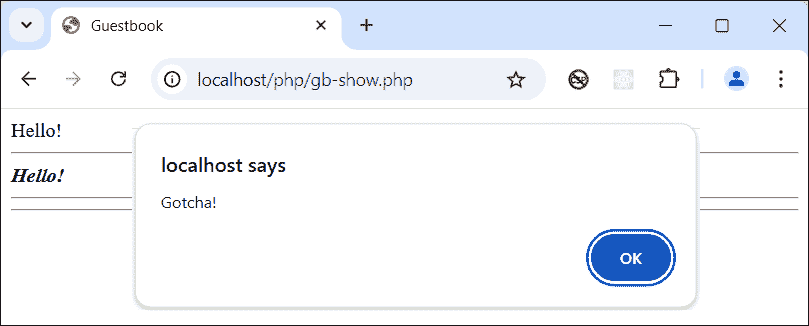 Guestbook
localhost/php/gb-show.php
Hello!
Hello!
localhost says
Gotcha!
OK